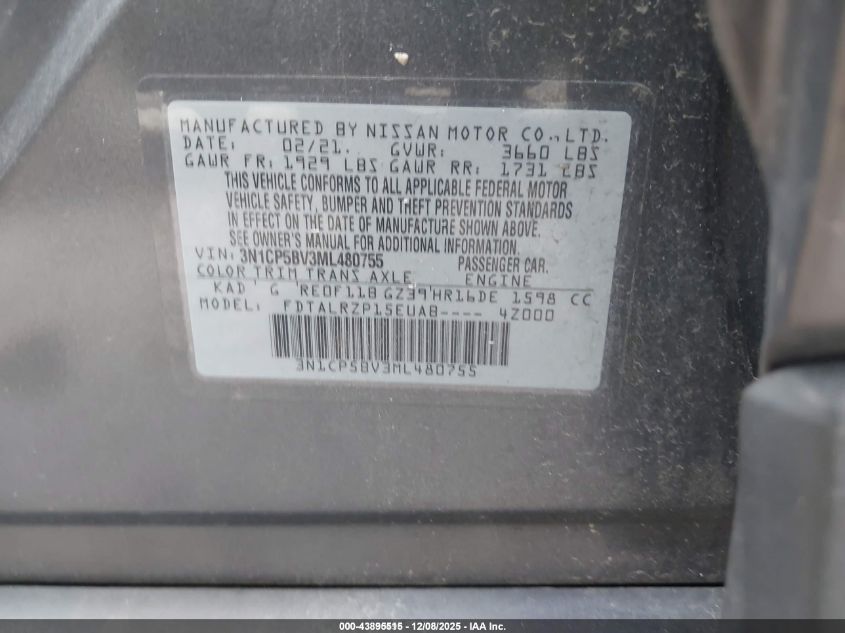 MANUFACTURED BY NISSAN MOTOR CO.,LTD.
DATE: 02/21. GVWR: 3660 LBS
GAWR FR: 1929 LBS GAWR RR: 1731 LBS
THIS VEHICLE CONFORMS TO ALL APPLICABLE FEDERAL MOTOR
VEHICLE SAFETY, BUMPER AND THEFT PREVENTION STANDARDS
IN EFFECT ON THE DATE OF MANUFACTURE SHOWN ABOVE.
SEE OWNER'S MANUAL FOR ADDITIONAL INFORMATION.
VIN: 3N1CP5BV3ML480755 PASSENGER CAR.
COLOR TRIM TRANS AXLE ENGINE
KAD G RE0F11B GZ39 HR16DE 1598 CC
MODEL: FDTALRZP15EUAB---- 4Z000
3N1CP5BV3ML480755
000-43895515 - 12/08/2025 - IAA Inc.